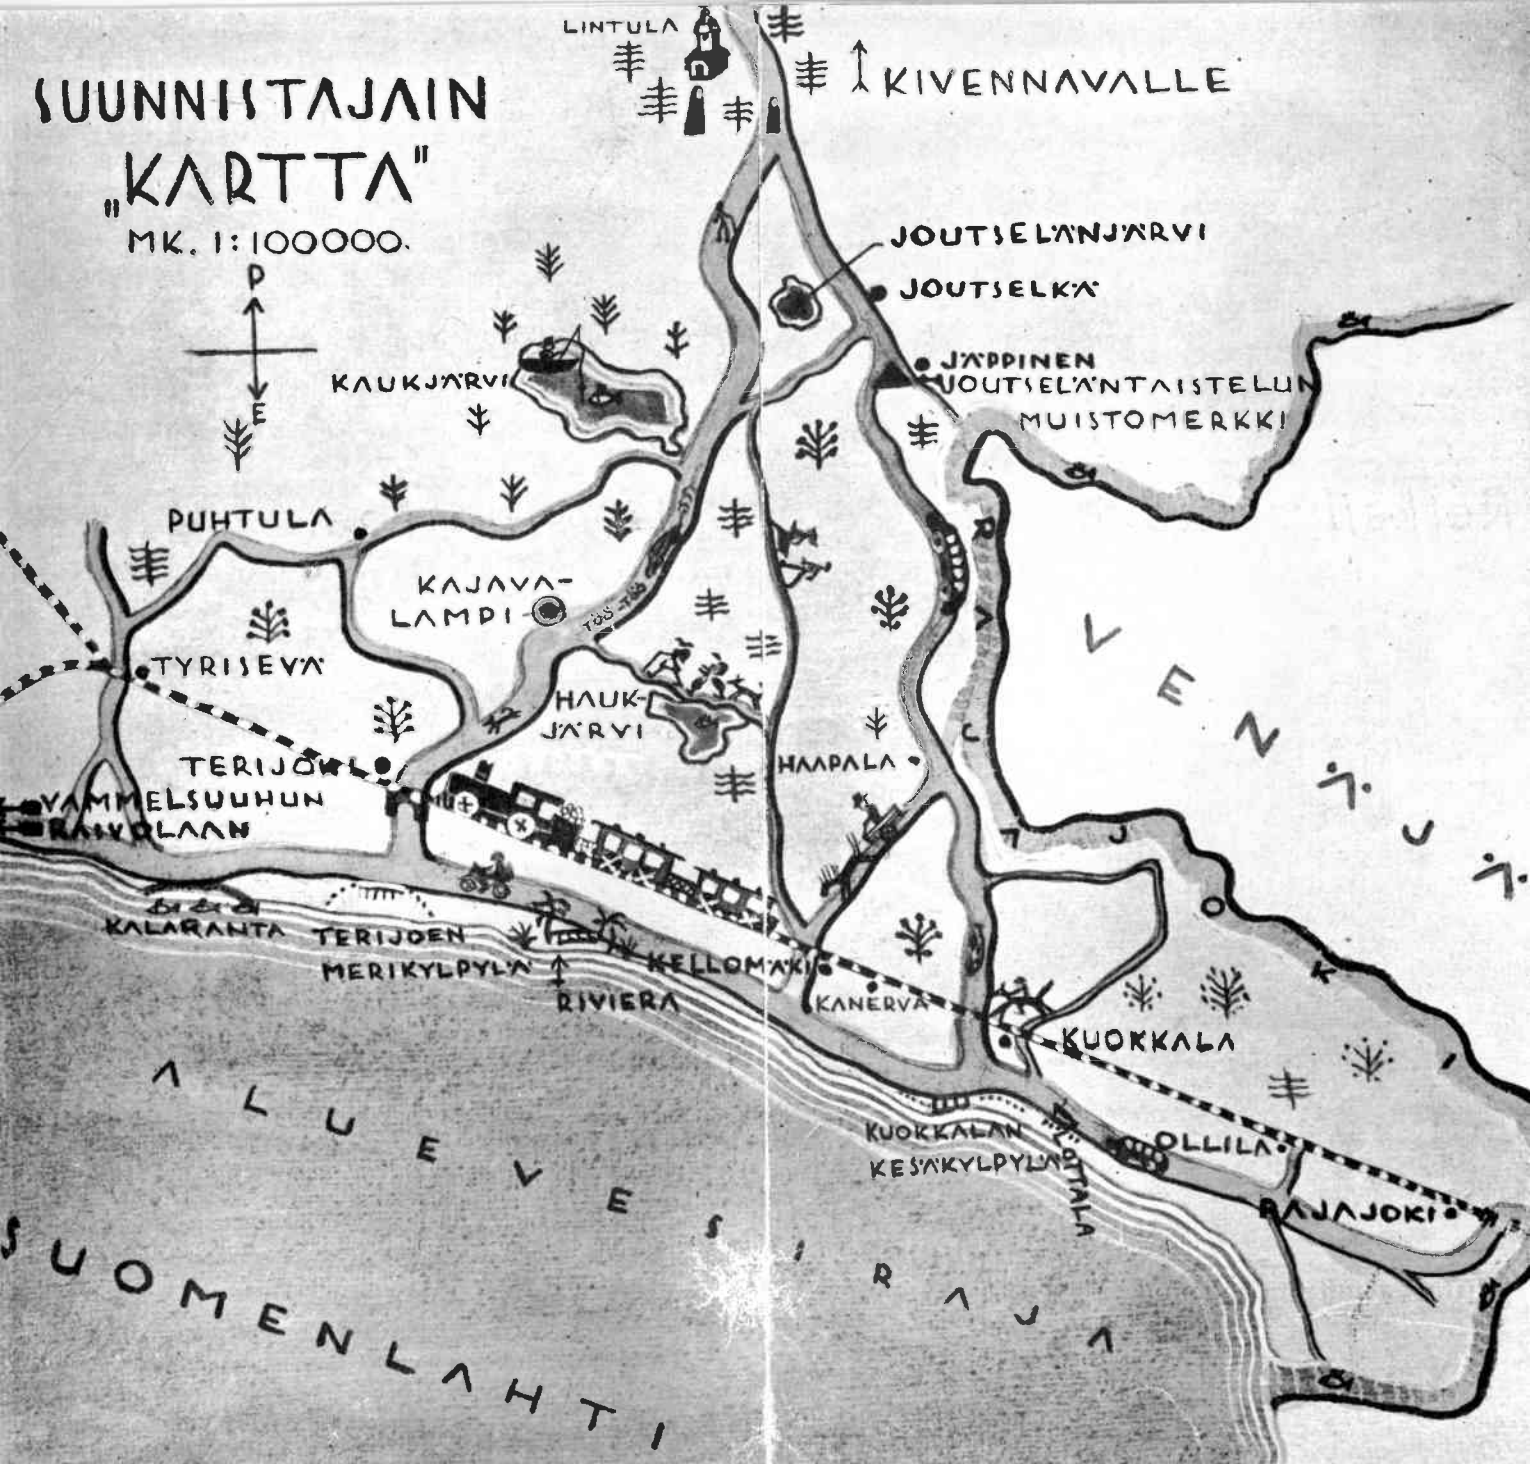 LINTULA
KIVENNAVALLE
SUUNNISTAJAIN
„KARTTA"
MK. 1:100000.
P
E
JOUTSELÄNJÄRVI
JOUTSELKÄ
JÄPPINEN
JOUTSELÄNTAISTELUN
MUISTOMERKKI
KAUKJÄRVI
PUHTULA
KAJAVA-
LAMPI
TÖÖ-TÖÖ
TYRISEVÄ
HAUK-
JÄRVI
HAAPALA
TERIJOKI
VAMMELSUUHUN
RAIVOLAAN
RAJAJOKI
VENÄJÄ
KALARANTA
TERIJOEN
MERIKYLPYLÄ
RIVIERA
KELLOMÄKI
KANERVA
KUOKKALA
KUOKKALAN
KESÄKYLPYLÄ
LOTTALA
OLLILA
RAJAJOKI
ALUEVESIRAJA
SUOMENLAHTI